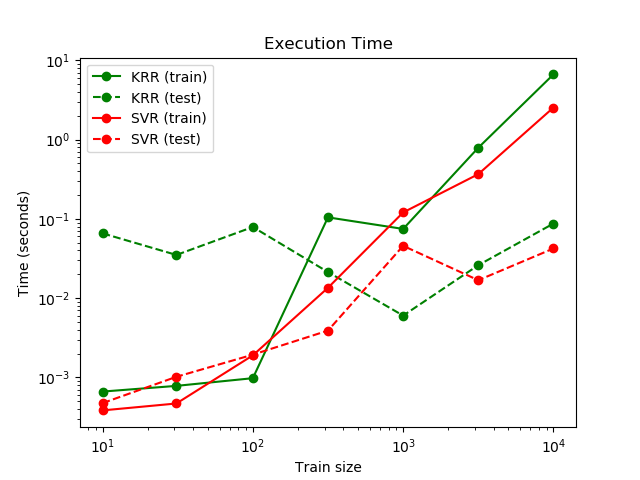 Execution Time
KRR (train)
KRR (test)
SVR (train)
SVR (test)
Time (seconds)
10¹
10⁰
10⁻¹
10⁻²
10⁻³
10¹ 10² 10³ 10⁴
Train size